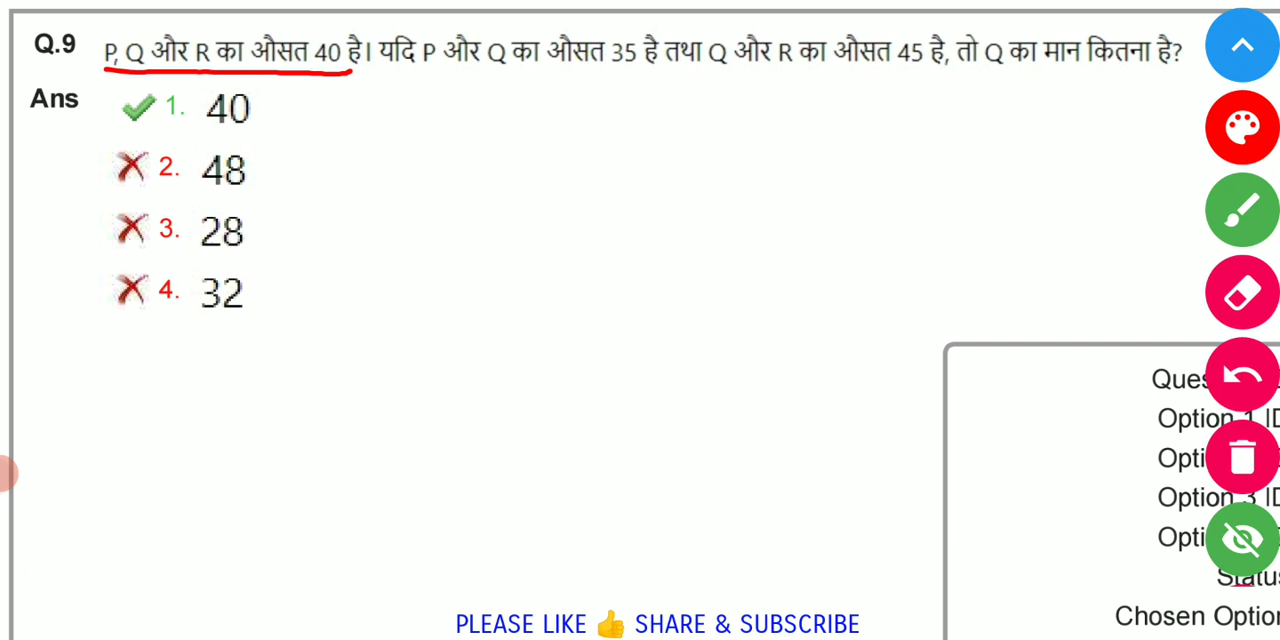 Q.9 P, Q और R का औसत 40 है। यदि P और Q का औसत 35 है तथा Q और R का औसत 45 है, तो Q का मान कितना है?
Ans 1. 40
2. 48
3. 28
4. 32
Ques
Option 1 ID
Opti
Option 3 ID
Opti
Status
Chosen Option
PLEASE LIKE 👍 SHARE & SUBSCRIBE